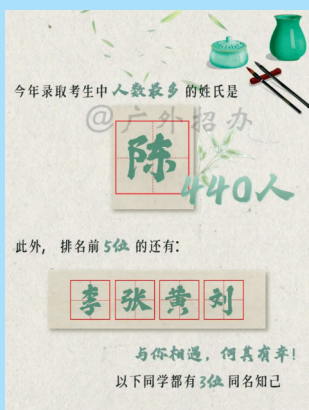 今年录取考生中人数最多的姓氏是
@广外招办
陈
440人
此外，排名前5位的还有：
李张黄刘
与你相遇，何其有幸！
以下同学都有3位同名知己